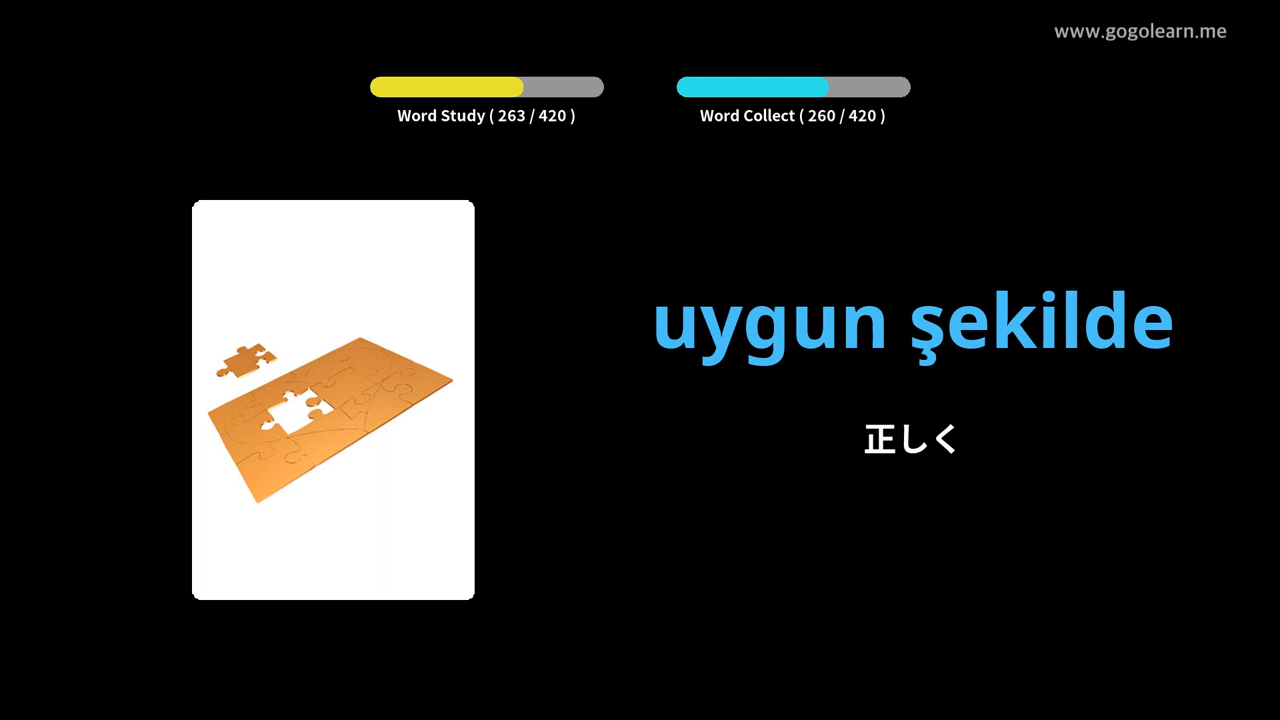 www.gogolearn.me
Word Study ( 263 / 420 )
Word Collect ( 260 / 420 )
uygun şekilde
正しく